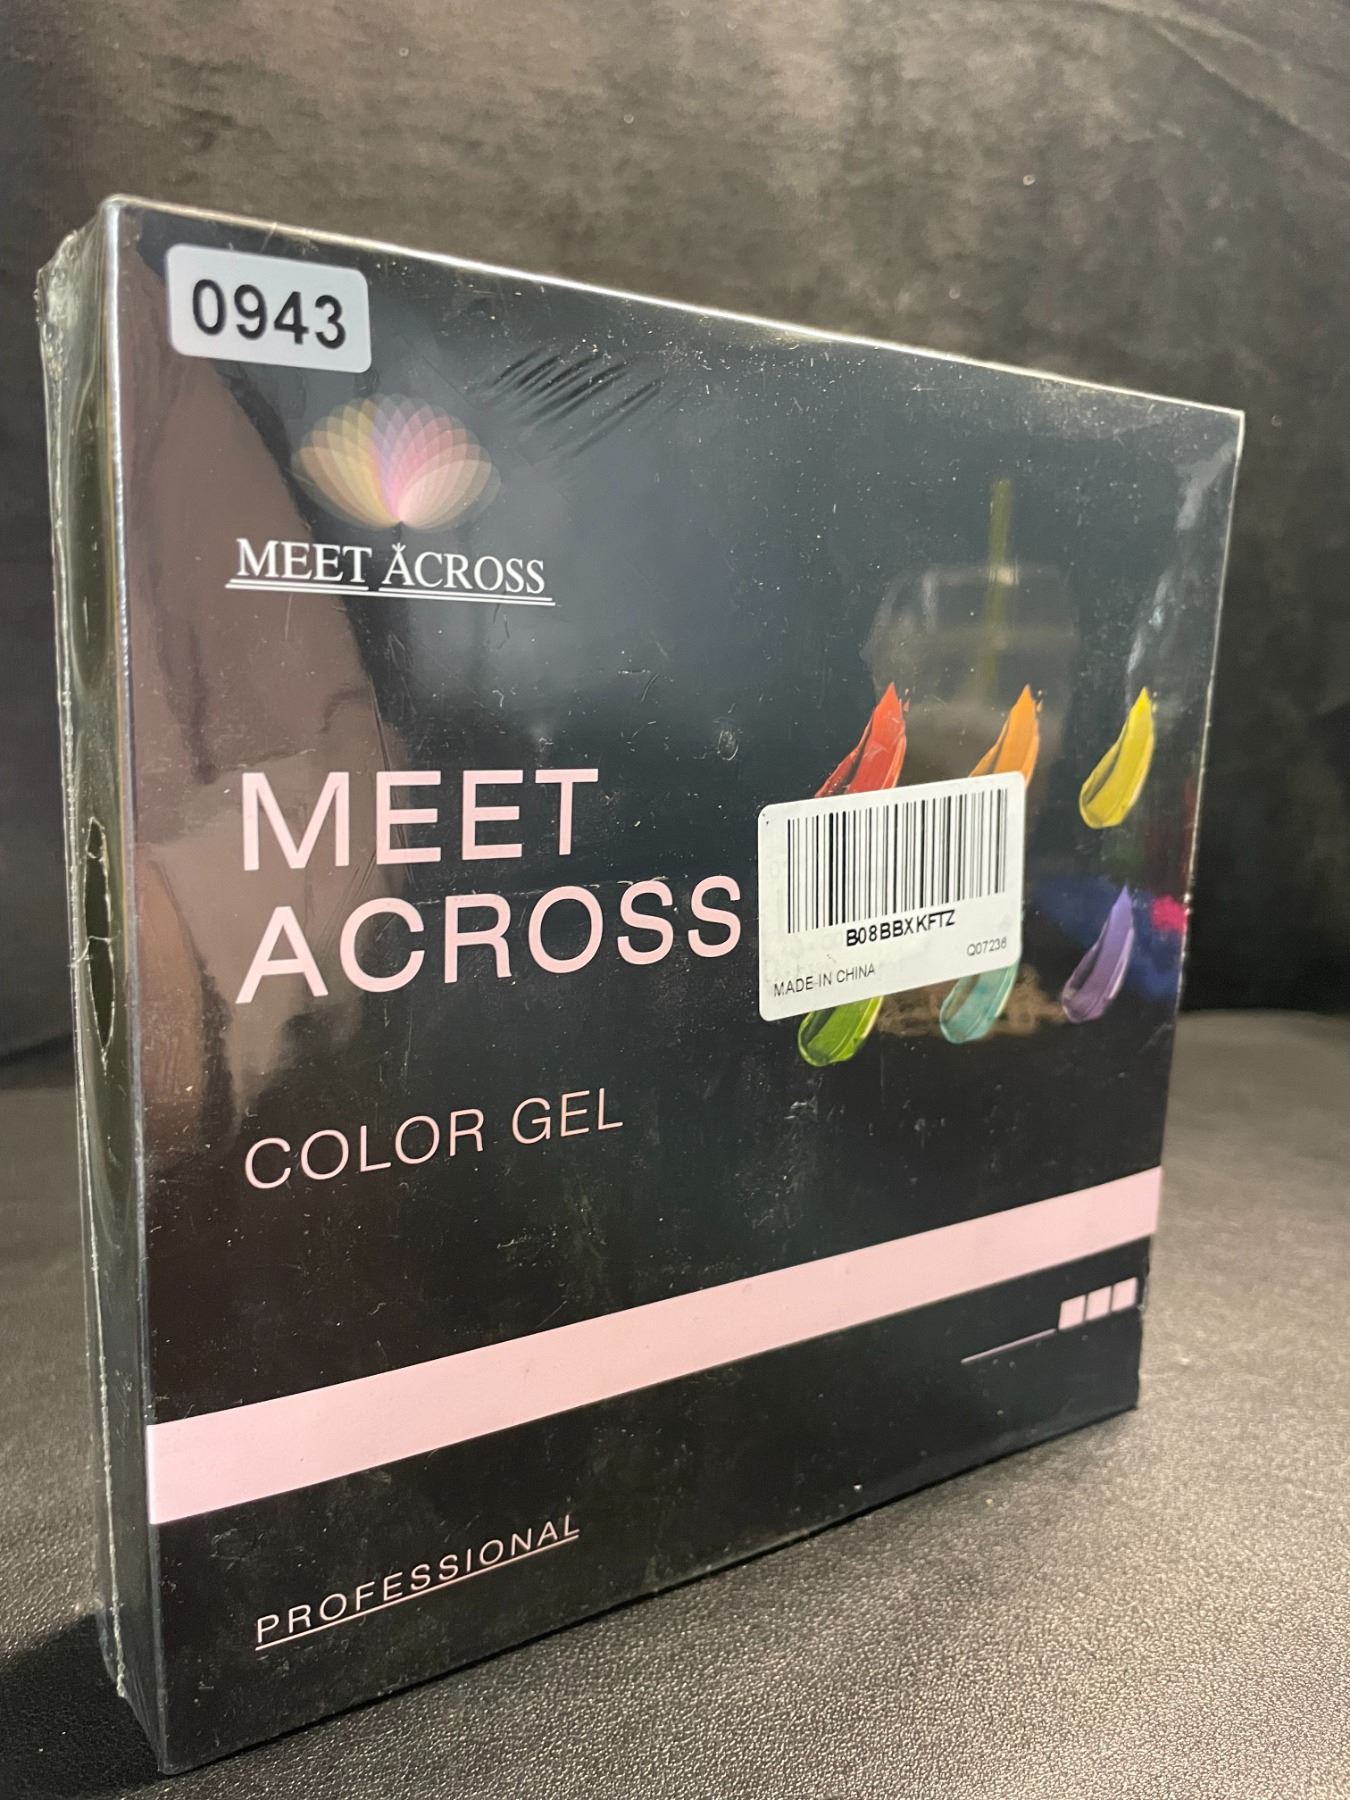 0943
MEET ACROSS
MEET
ACROSS
B08BBXKFTZ
Q07236
MADE IN CHINA
COLOR GEL
PROFESSIONAL